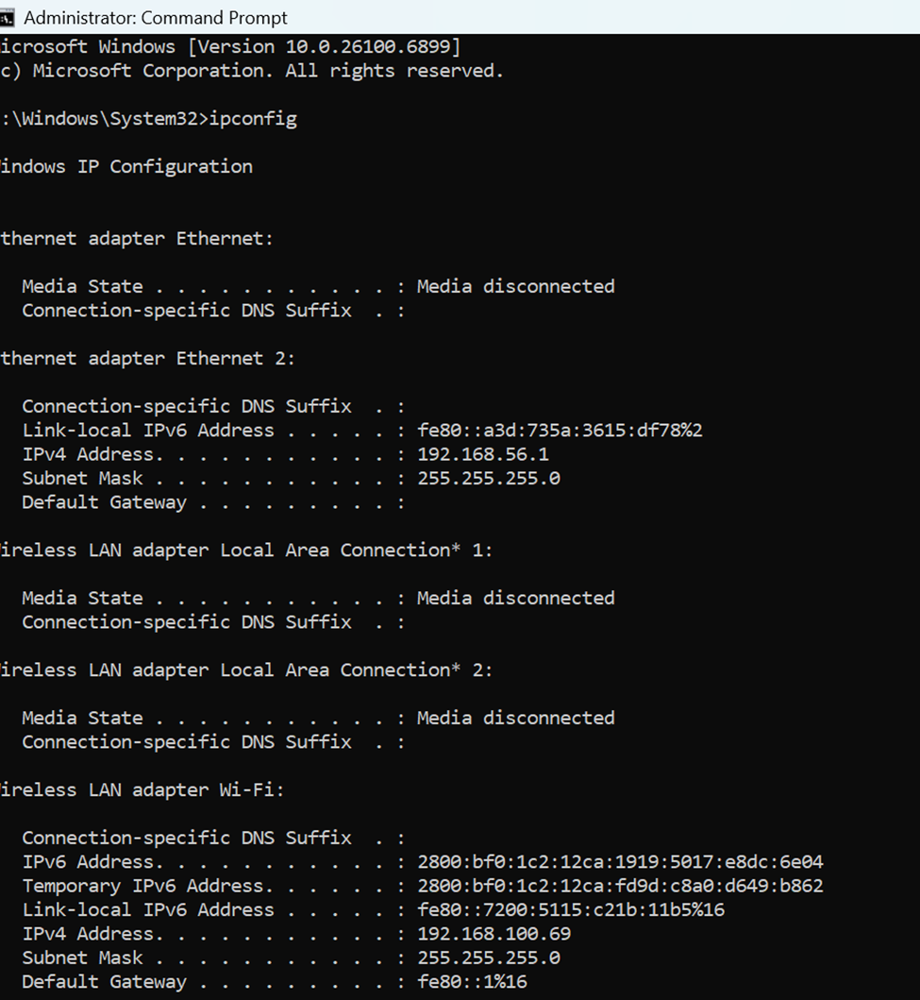 Administrator: Command Prompt
icrosoft Windows [Version 10.0.26100.6899]
c) Microsoft Corporation. All rights reserved.
:\Windows\System32>ipconfig
indows IP Configuration
thernet adapter Ethernet:
Media State . . . . . . . . . . . : Media disconnected
Connection-specific DNS Suffix  . :
thernet adapter Ethernet 2:
Connection-specific DNS Suffix  . :
Link-local IPv6 Address . . . . . : fe80::a3d:735a:3615:df78%2
IPv4 Address. . . . . . . . . . . : 192.168.56.1
Subnet Mask . . . . . . . . . . . : 255.255.255.0
Default Gateway . . . . . . . . . :
ireless LAN adapter Local Area Connection* 1:
Media State . . . . . . . . . . . : Media disconnected
Connection-specific DNS Suffix  . :
ireless LAN adapter Local Area Connection* 2:
Media State . . . . . . . . . . . : Media disconnected
Connection-specific DNS Suffix  . :
ireless LAN adapter Wi-Fi:
Connection-specific DNS Suffix  . :
IPv6 Address. . . . . . . . . . . : 2800:bf0:1c2:12ca:1919:5017:e8dc:6e04
Temporary IPv6 Address. . . . . . : 2800:bf0:1c2:12ca:fd9d:c8a0:d649:b862
Link-local IPv6 Address . . . . . : fe80::7200:5115:c21b:11b5%16
IPv4 Address. . . . . . . . . . . : 192.168.100.69
Subnet Mask . . . . . . . . . . . : 255.255.255.0
Default Gateway . . . . . . . . . : fe80::1%16